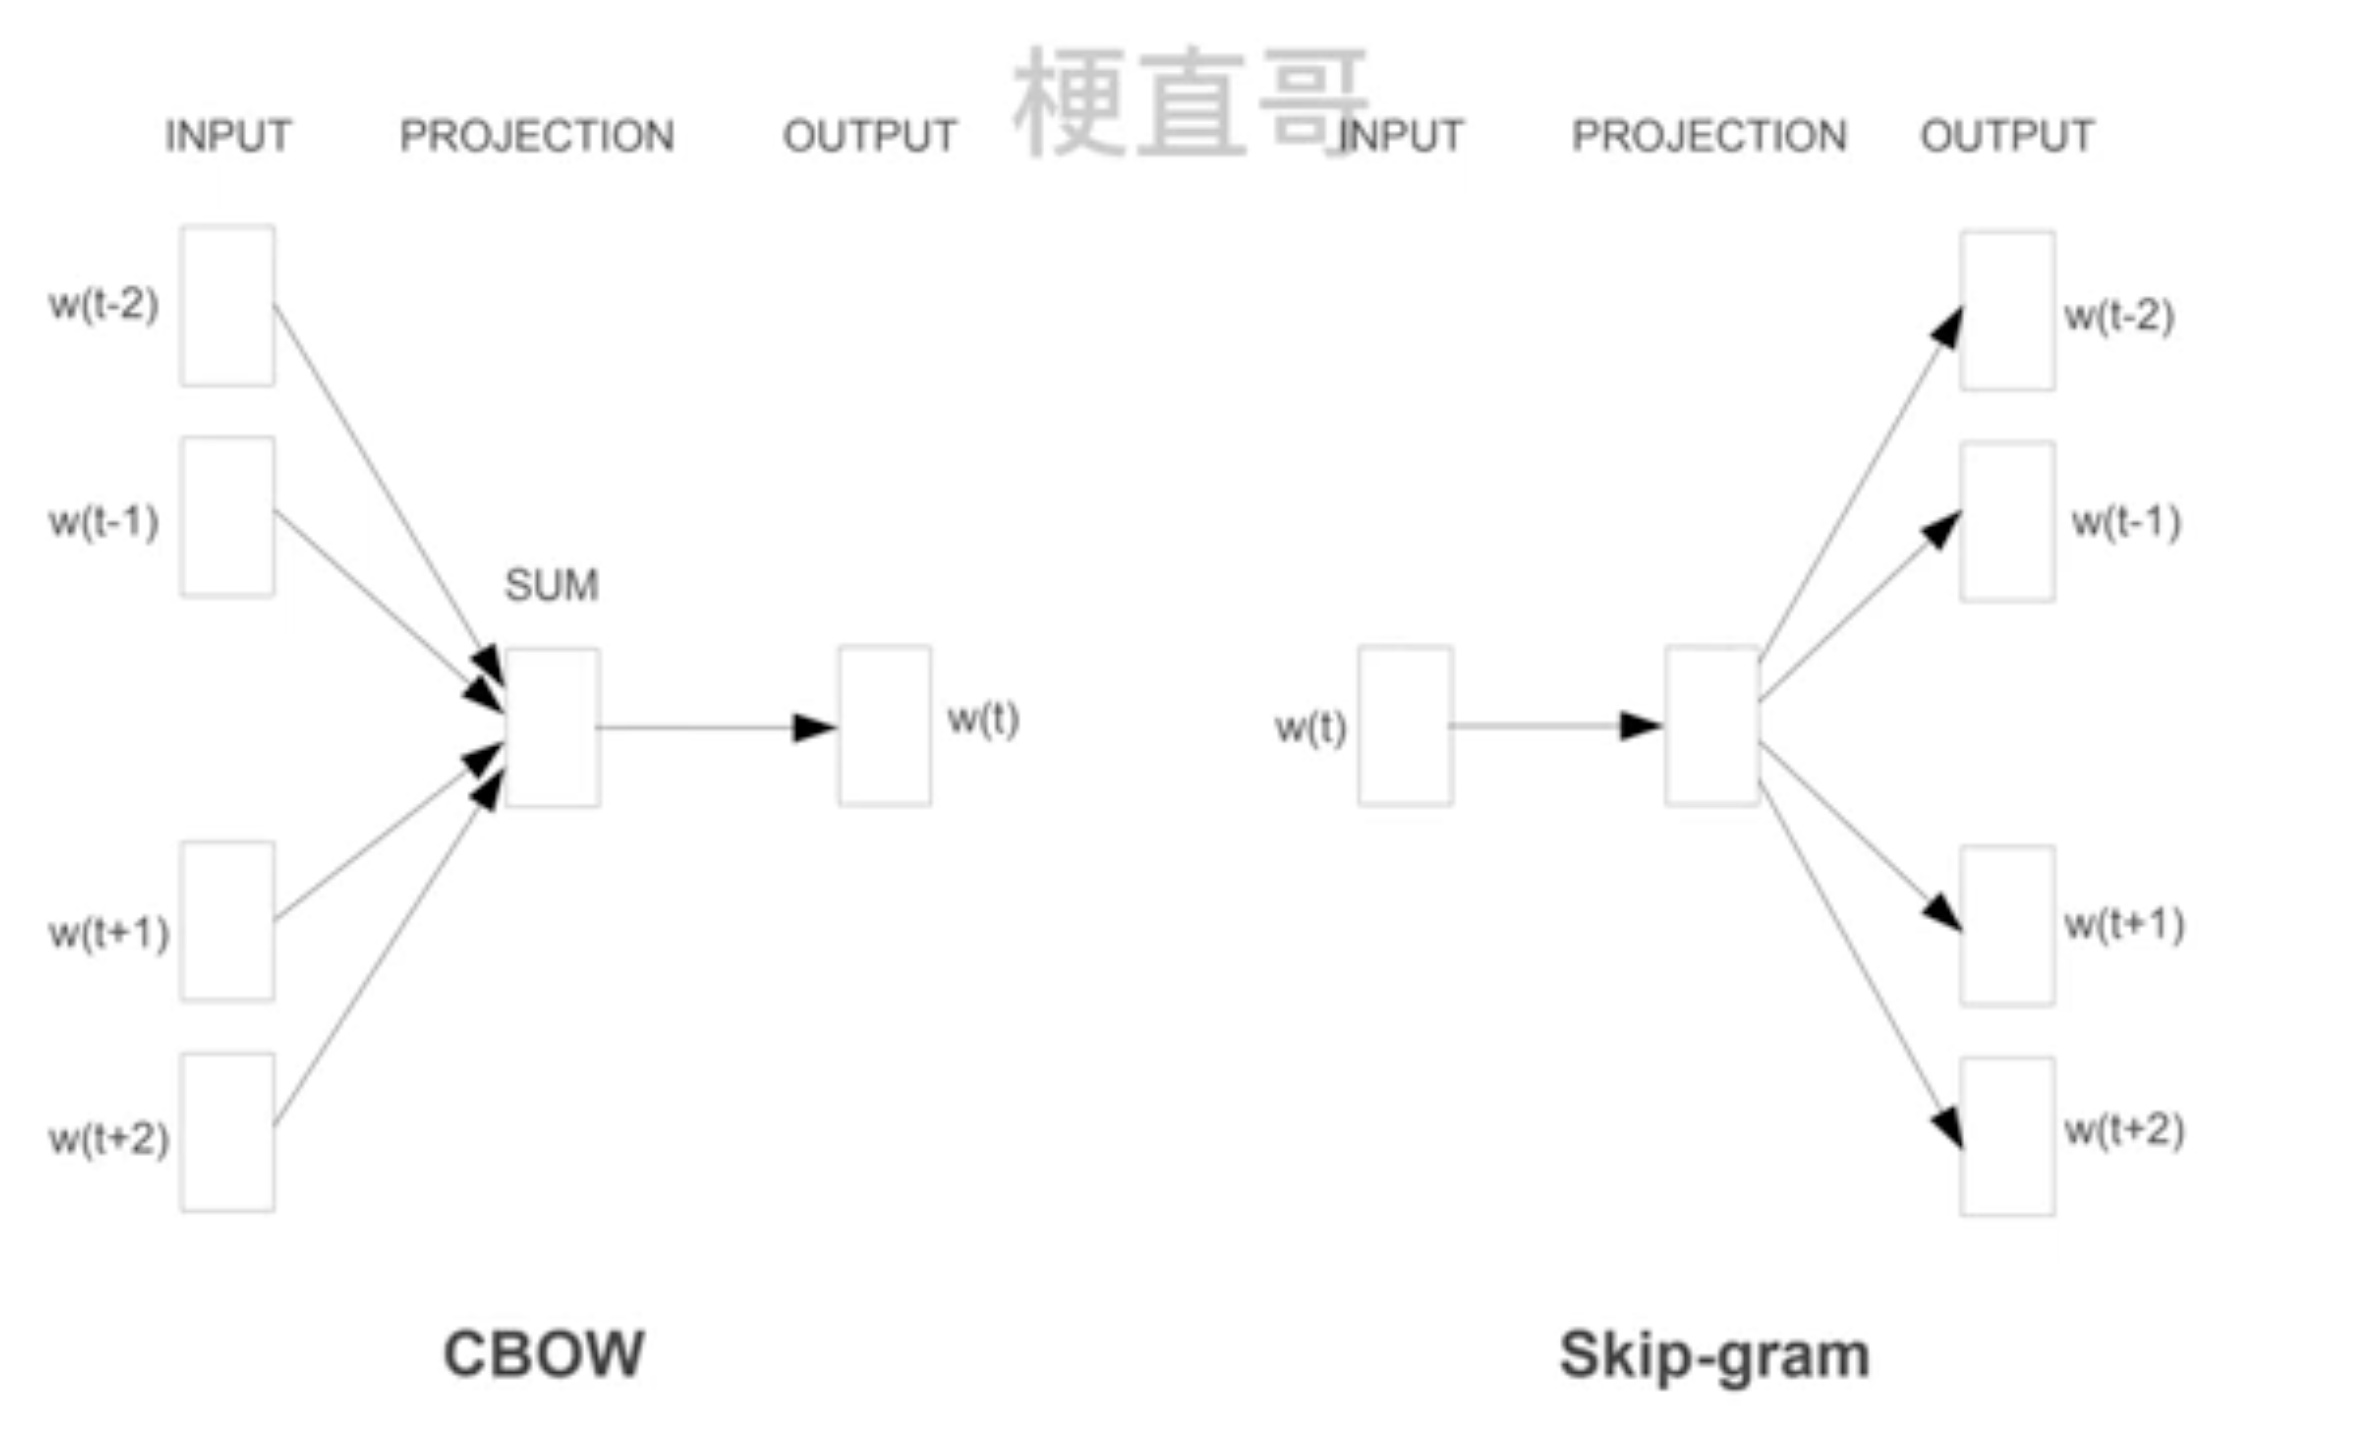 梗直哥
INPUT PROJECTION OUTPUT
w(t-2)
w(t-1)
SUM
w(t)
w(t+1)
w(t+2)
CBOW
INPUT PROJECTION OUTPUT
w(t-2)
w(t-1)
w(t)
w(t+1)
w(t+2)
Skip-gram